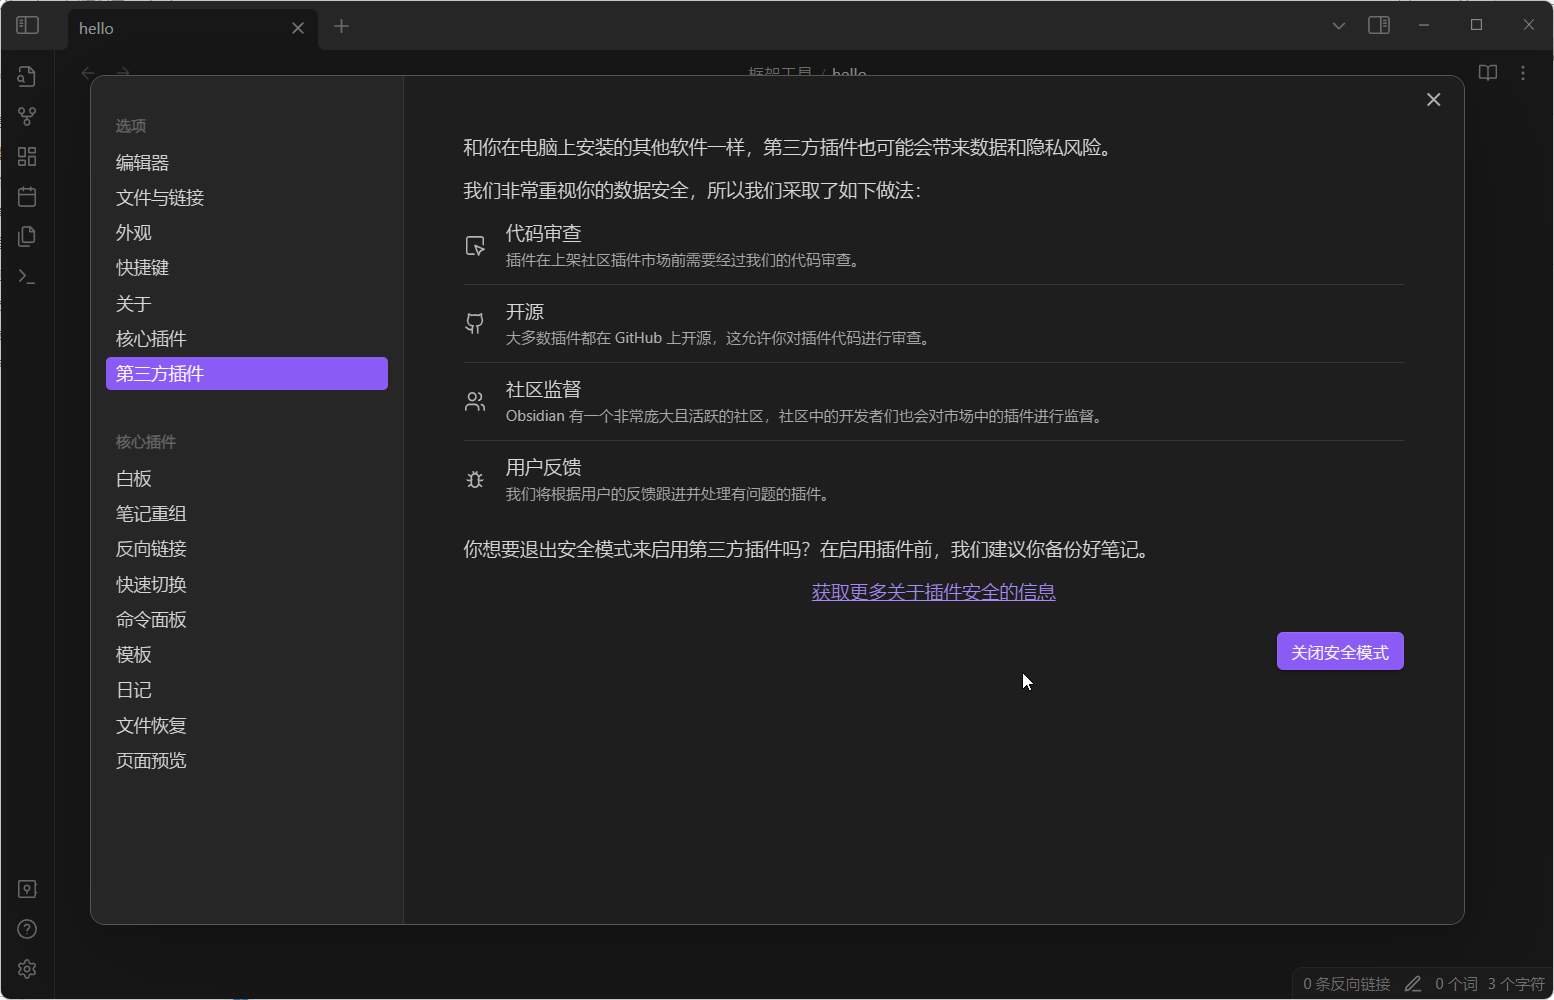 hello
框架工具 / hello
选项
编辑器
文件与链接
外观
快捷键
关于
核心插件
第三方插件
核心插件
白板
笔记重组
反向链接
快速切换
命令面板
模板
日记
文件恢复
页面预览
和你在电脑上安装的其他软件一样，第三方插件也可能会带来数据和隐私风险。
我们非常重视你的数据安全，所以我们采取了如下做法：
代码审查
插件在上架社区插件市场前需要经过我们的代码审查。
开源
大多数插件都在 GitHub 上开源，这允许你对插件代码进行审查。
社区监督
Obsidian 有一个非常庞大且活跃的社区，社区中的开发者们也会对市场中的插件进行监督。
用户反馈
我们将根据用户的反馈跟进并处理有问题的插件。
你想要退出安全模式来启用第三方插件吗？在启用插件前，我们建议你备份好笔记。
获取更多关于插件安全的信息
关闭安全模式
0 条反向链接 0 个词 3 个字符